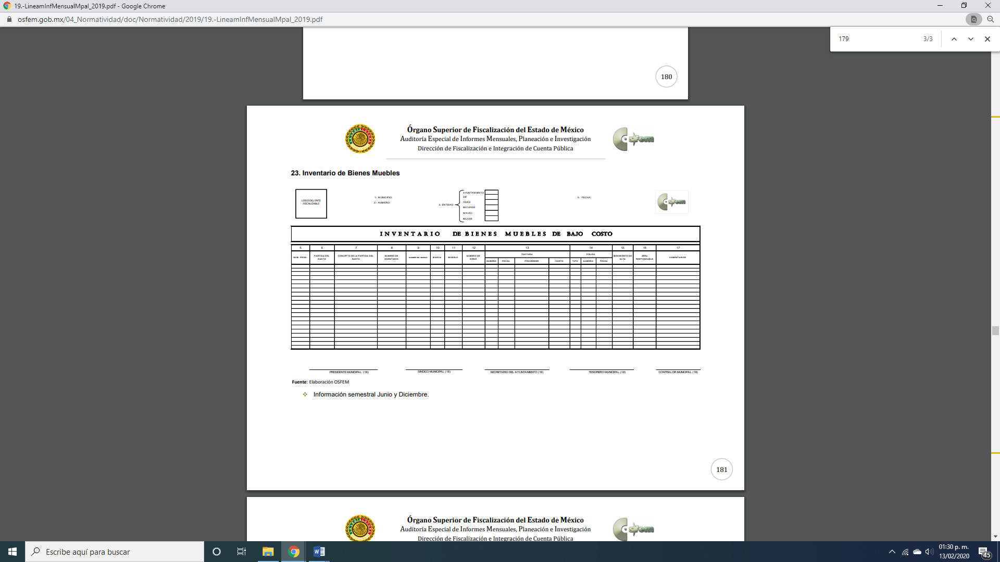 19.-LineamInfMensualMpal_2019.pdf - Google Chrome
osfem.gob.mx/04_Normatividad/doc/Normatividad/2019/19.-LineamInfMensualMpal_2019.pdf
179 3/3
180
Órgano Superior de Fiscalización del Estado de México
Auditoría Especial de Informes Mensuales, Planeación e Investigación
Dirección de Fiscalización e Integración de Cuenta Pública
osfem
23. Inventario de Bienes Muebles
LOGO DEL ENTE
FISCALIZABLE
1.- MUNICIPIO:
2.- NUMERO:
3.-ENTIDAD
AYUNTAMIENTO
DIF
ODAS
IMCUFIDE
MAVICI
IMJUVE
4.- FECHA
osfem
INVENTARIO DE BIENES MUEBLES DE BAJO COSTO
5 6 7 8 9 10 11 12 13 14 15 16 17
NUM. PROG. PARTIDA DEL GASTO CONCEPTO DE LA PARTIDA DEL GASTO NÚMERO DE INVENTARIO NOMBRE DEL MUEBLE MARCA MODELO NUMERO DE SERIE FACTURA POLIZA MOVIMIENTO DE ALTA AREA RESPONSABLE COMENTARIOS
NUMERO FECHA PROVEEDOR COSTO TIPO NUMERO FECHA
PRESIDENTE MUNICIPAL (18) SINDICO MUNICIPAL (18) SECRETARIO DEL AYUNTAMIENTO (18) TESORERO MUNICIPAL (18) CONTRALOR MUNICIPAL (18)
Fuente: Elaboración OSFEM
❖ Información semestral Junio y Diciembre.
181
Órgano Superior de Fiscalización del Estado de México
Auditoría Especial de Informes Mensuales, Planeación e Investigación
Dirección de Fiscalización e Integración de Cuenta Pública
osfem
Escribe aquí para buscar
01:30 p. m.
13/02/2020
45